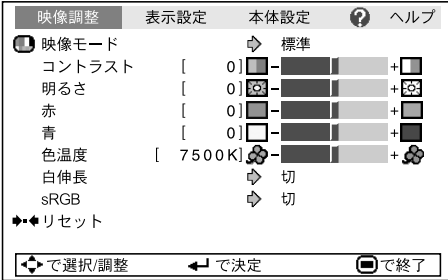 映像調整 表示設定 本体設定 ? ヘルプ
映像モード 標準
コントラスト [ 0] - +
明るさ [ 0] - +
赤 [ 0] - +
青 [ 0] - +
色温度 [ 7500K] - +
白伸長 切
sRGB 切
リセット
で選択/調整 で決定 で終了